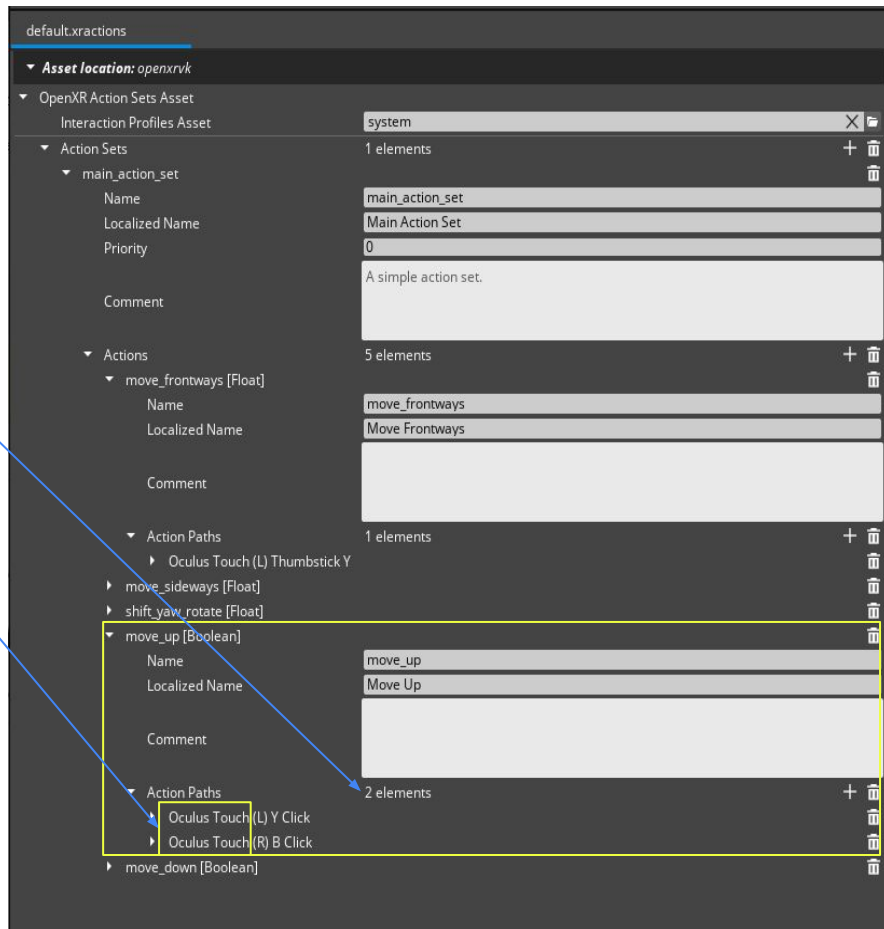 default.xractions
Asset location: openxrvk
OpenXR Action Sets Asset
Interaction Profiles Asset system
Action Sets 1 elements
main_action_set
Name main_action_set
Localized Name Main Action Set
Priority 0
Comment A simple action set.
Actions 5 elements
move_frontways [Float]
Name move_frontways
Localized Name Move Frontways
Comment
Action Paths 1 elements
Oculus Touch (L) Thumbstick Y
move_sideways [Float]
shift_yaw_rotate [Float]
move_up [Boolean]
Name move_up
Localized Name Move Up
Comment
Action Paths 2 elements
Oculus Touch (L) Y Click
Oculus Touch (R) B Click
move_down [Boolean]